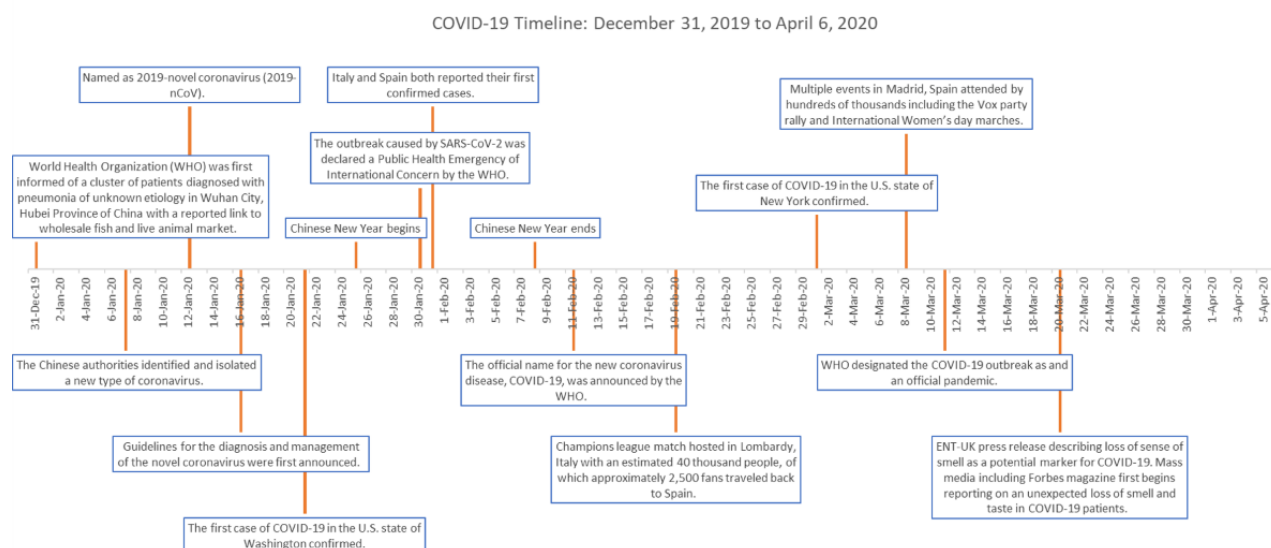 COVID-19 Timeline: December 31, 2019 to April 6, 2020
Named as 2019-novel coronavirus (2019-
nCoV).
Italy and Spain both reported their first
confirmed cases.
Multiple events in Madrid, Spain attended by
hundreds of thousands including the Vox party
rally and International Women's day marches.
World Health Organization (WHO) was first
informed of a cluster of patients diagnosed with
pneumonia of unknown etiology in Wuhan City,
Hubei Province of China with a reported link to
wholesale fish and live animal market.
The outbreak caused by SARS-CoV-2 was
declared a Public Health Emergency of
International Concern by the WHO.
The first case of COVID-19 in the U.S. state of
New York confirmed.
Chinese New Year begins
Chinese New Year ends
31-Dec-19
2-Jan-20
4-Jan-20
6-Jan-20
8-Jan-20
10-Jan-20
12-Jan-20
14-Jan-20
16-Jan-20
18-Jan-20
20-Jan-20
22-Jan-20
24-Jan-20
26-Jan-20
28-Jan-20
30-Jan-20
1-Feb-20
3-Feb-20
5-Feb-20
7-Feb-20
9-Feb-20
11-Feb-20
13-Feb-20
15-Feb-20
17-Feb-20
19-Feb-20
21-Feb-20
23-Feb-20
25-Feb-20
27-Feb-20
29-Feb-20
2-Mar-20
4-Mar-20
6-Mar-20
8-Mar-20
10-Mar-20
12-Mar-20
14-Mar-20
16-Mar-20
18-Mar-20
20-Mar-20
22-Mar-20
24-Mar-20
26-Mar-20
28-Mar-20
30-Mar-20
1-Apr-20
3-Apr-20
5-Apr-20
The Chinese authorities identified and isolated
a new type of coronavirus.
The official name for the new coronavirus
disease, COVID-19, was announced by the
WHO.
WHO designated the COVID-19 outbreak as and
an official pandemic.
Guidelines for the diagnosis and management
of the novel coronavirus were first announced.
Champions league match hosted in Lombardy,
Italy with an estimated 40 thousand people, of
which approximately 2,500 fans traveled back
to Spain.
ENT-UK press release describing loss of sense of
smell as a potential marker for COVID-19. Mass
media including Forbes magazine first begins
reporting on an unexpected loss of smell and
taste in COVID-19 patients.
The first case of COVID-19 in the U.S. state of
Washington confirmed.